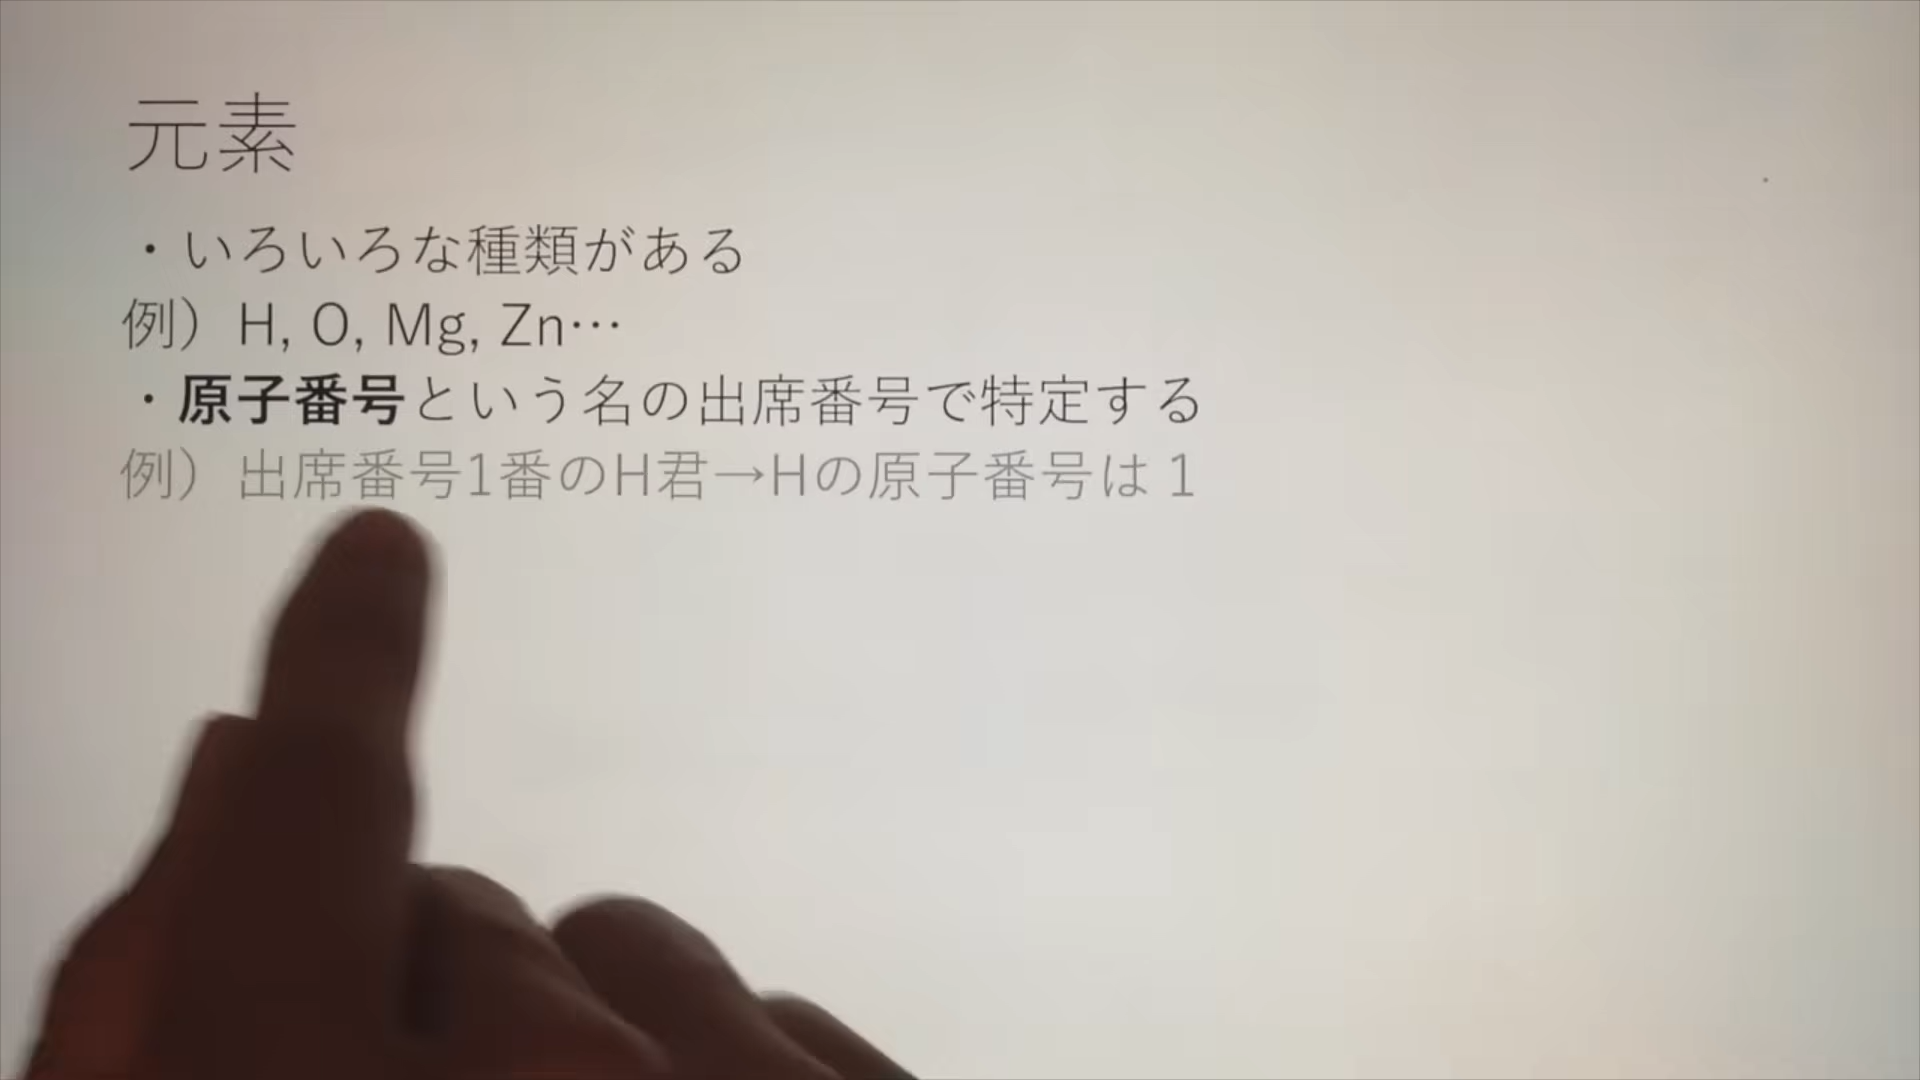 元素
・いろいろな種類がある
例）H, O, Mg, Zn…
・原子番号という名の出席番号で特定する
例）出席番号1番のH君→Hの原子番号は1